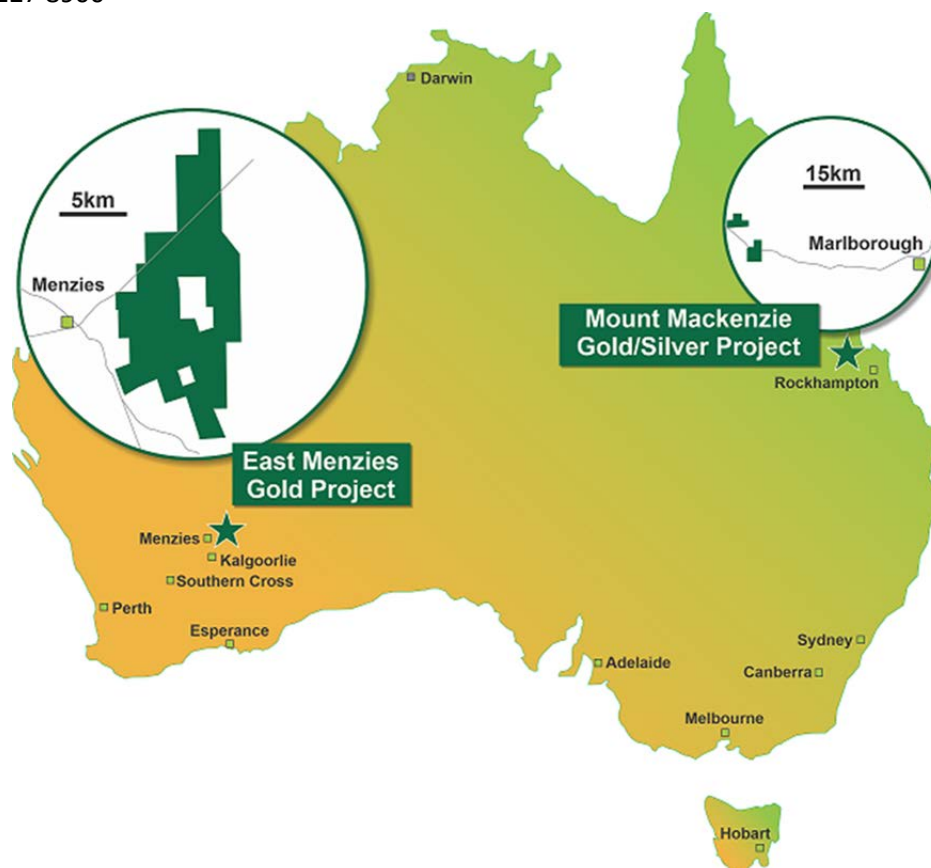 Darwin
5km
Menzies
15km
Marlborough
Mount Mackenzie
Gold/Silver Project
Rockhampton
East Menzies
Gold Project
Menzies
Kalgoorlie
Southern Cross
Perth
Esperance
Adelaide
Sydney
Canberra
Melbourne
Hobart